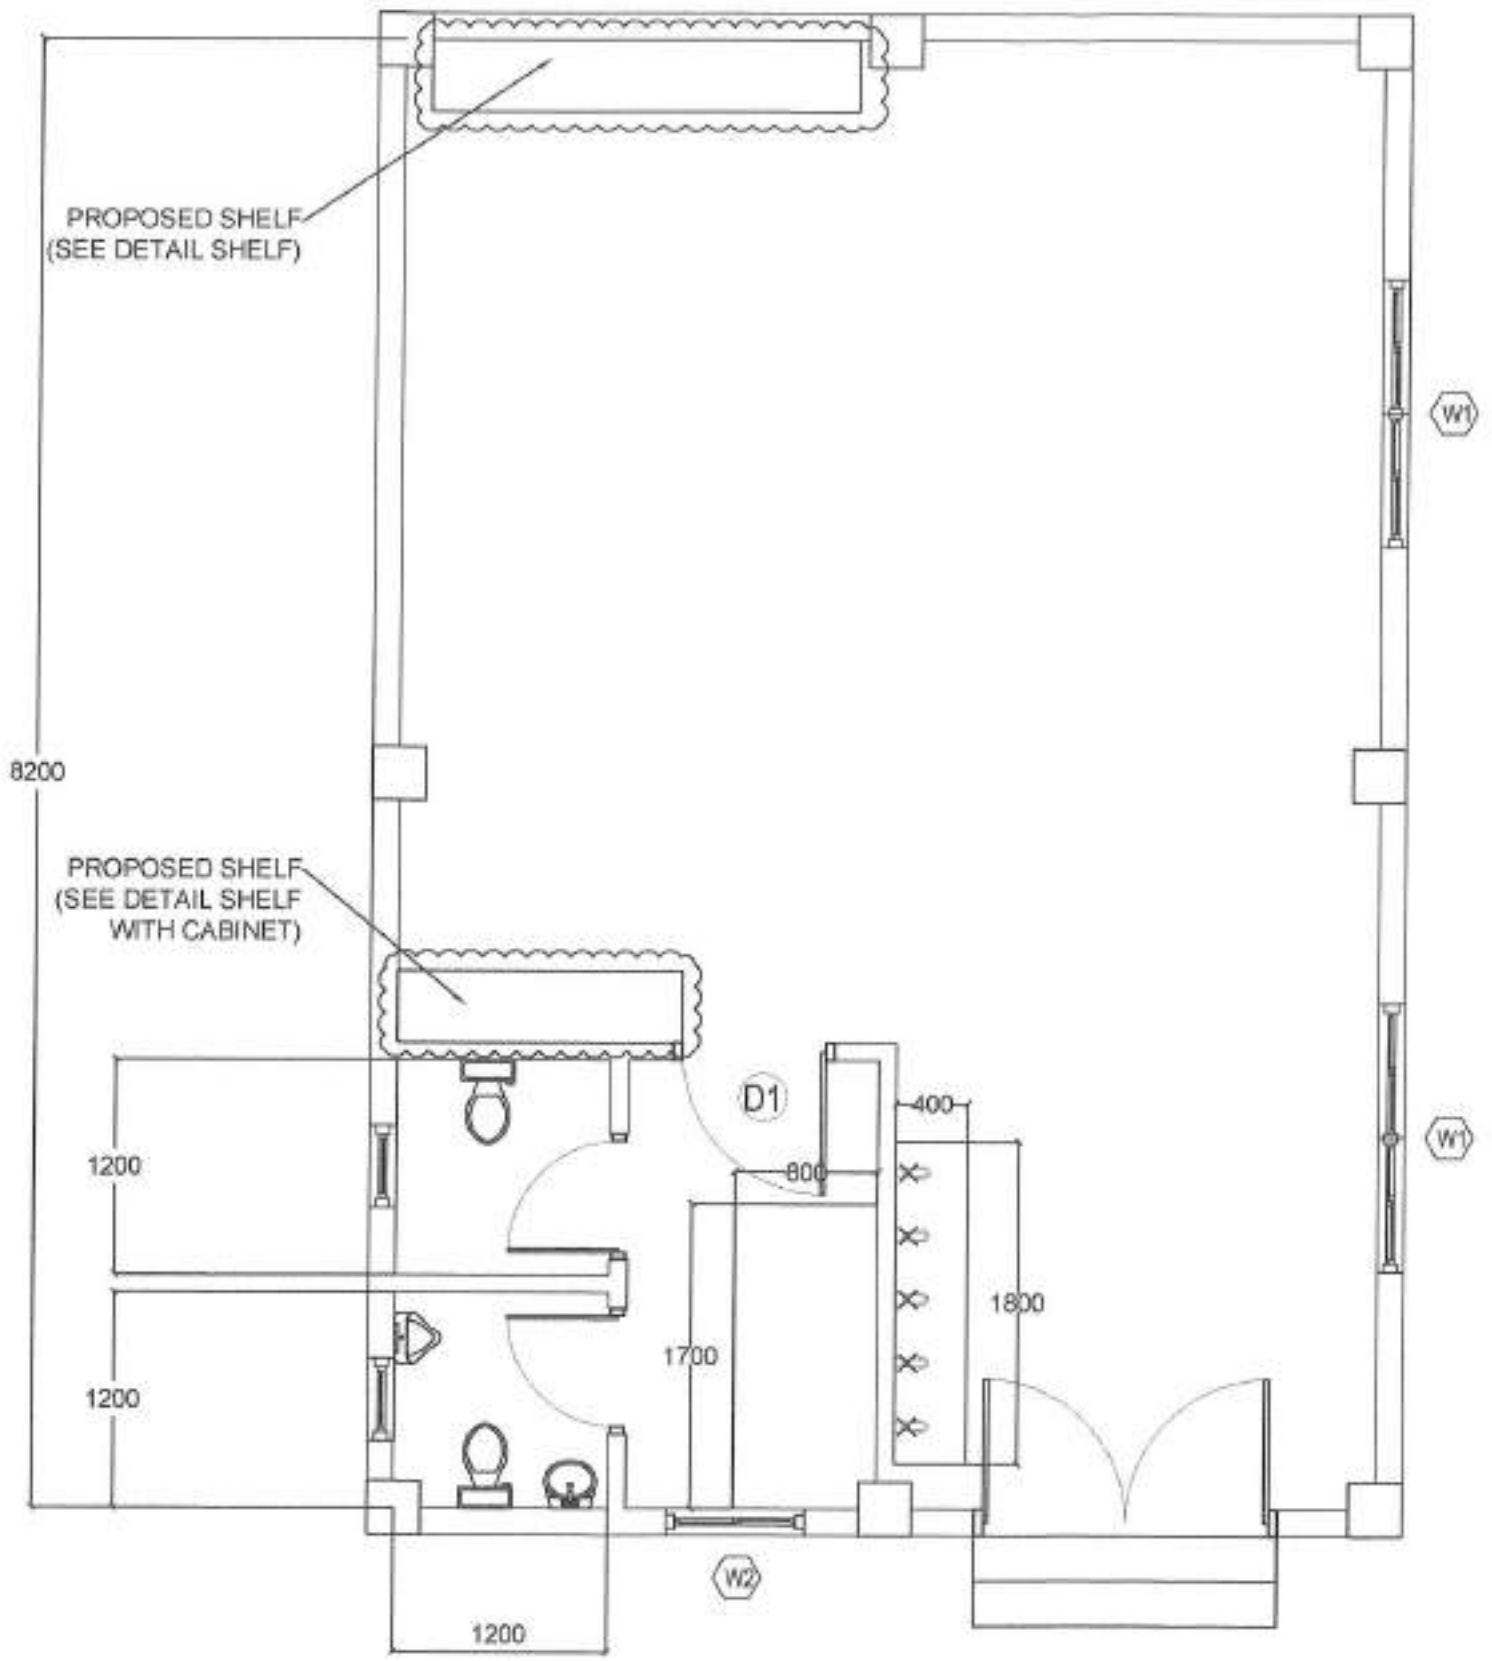 PROPOSED SHELF
(SEE DETAIL SHELF)
W1
8200
PROPOSED SHELF
(SEE DETAIL SHELF
WITH CABINET)
D1
400
W1
1200
800
1800
1700
1200
W2
1200